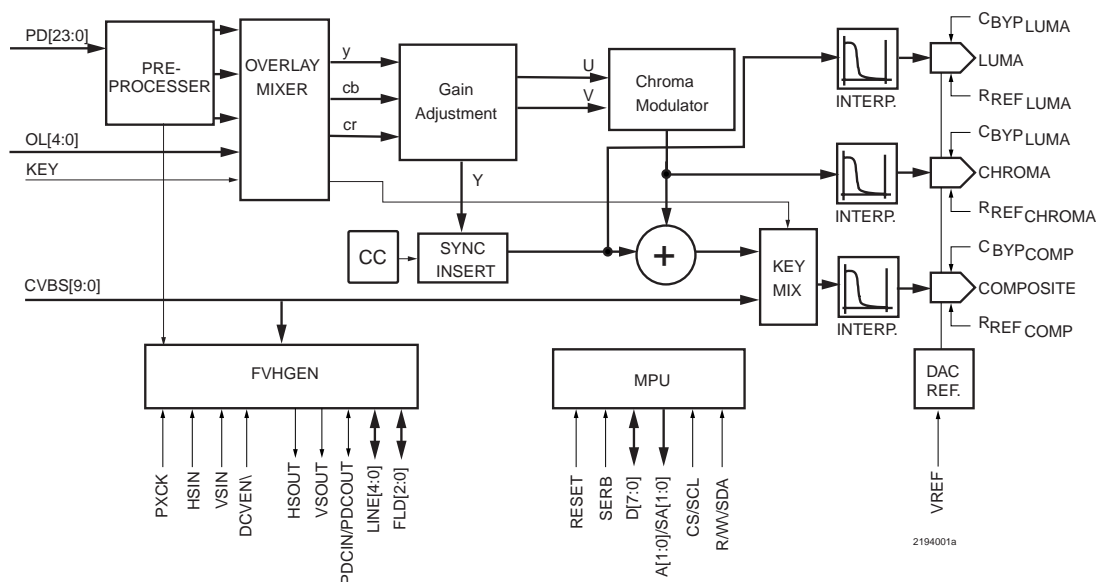 PD[23:0]
PRE-
PROCESSER
OVERLAY
MIXER
y
cb
cr
Gain
Adjustment
U
V
Chroma
Modulator
INTERP.
CBYPLUMA
LUMA
RREFLUMA
OL[4:0]
KEY
Y
INTERP.
CBYPLUMA
CHROMA
RREFCHROMA
CC
SYNC
INSERT
+
KEY
MIX
INTERP.
CBYPCOMP
COMPOSITE
RREFCOMP
CVBS[9:0]
FVHGEN
MPU
DAC
REF.
PXCK
HSIN
VSIN
DCVEN\
HSOUT
VSOUT
PDCIN/PDCOUT
LINE[4:0]
FLD[2:0]
RESET
SERB
D[7:0]
A[1:0]/SA[1:0]
CS/SCL
R/W\/SDA
VREF
2194001a